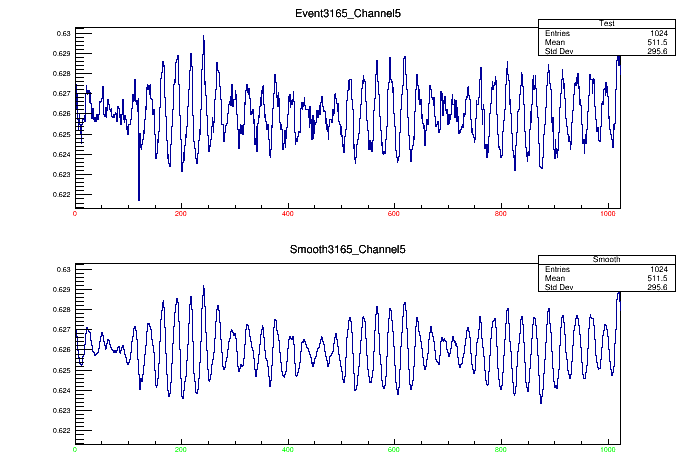 Event3165_Channel5
Test
Entries 1024
Mean 511.5
Std Dev 295.6
0.63
0.629
0.628
0.627
0.626
0.625
0.624
0.623
0.622
0 200 400 600 800 1000
Smooth3165_Channel5
Smooth
Entries 1024
Mean 511.5
Std Dev 295.6
0.63
0.629
0.628
0.627
0.626
0.625
0.624
0.623
0.622
0 200 400 600 800 1000